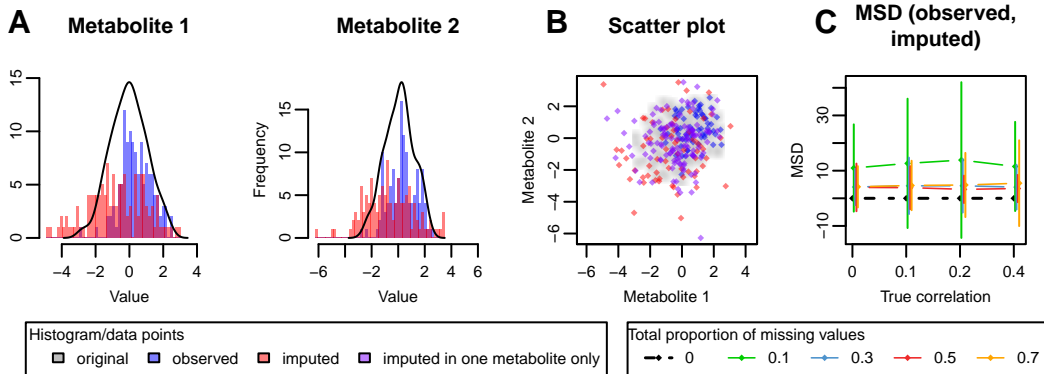 A
Metabolite 1
0
5
10
15
−4
−2
0
2
4
Value
Metabolite 2
Frequency
0
5
10
15
−6
−2
0
2
4
6
Value
B
Scatter plot
Metabolite 2
2
0
−2
−4
−6
−4
−2
0
2
4
Metabolite 1
C
MSD (observed,
imputed)
MSD
−10
10
30
0
0.1
0.2
0.4
True correlation
Histogram/data points
original
observed
imputed
imputed in one metabolite only
Total proportion of missing values
0
0.1
0.3
0.5
0.7